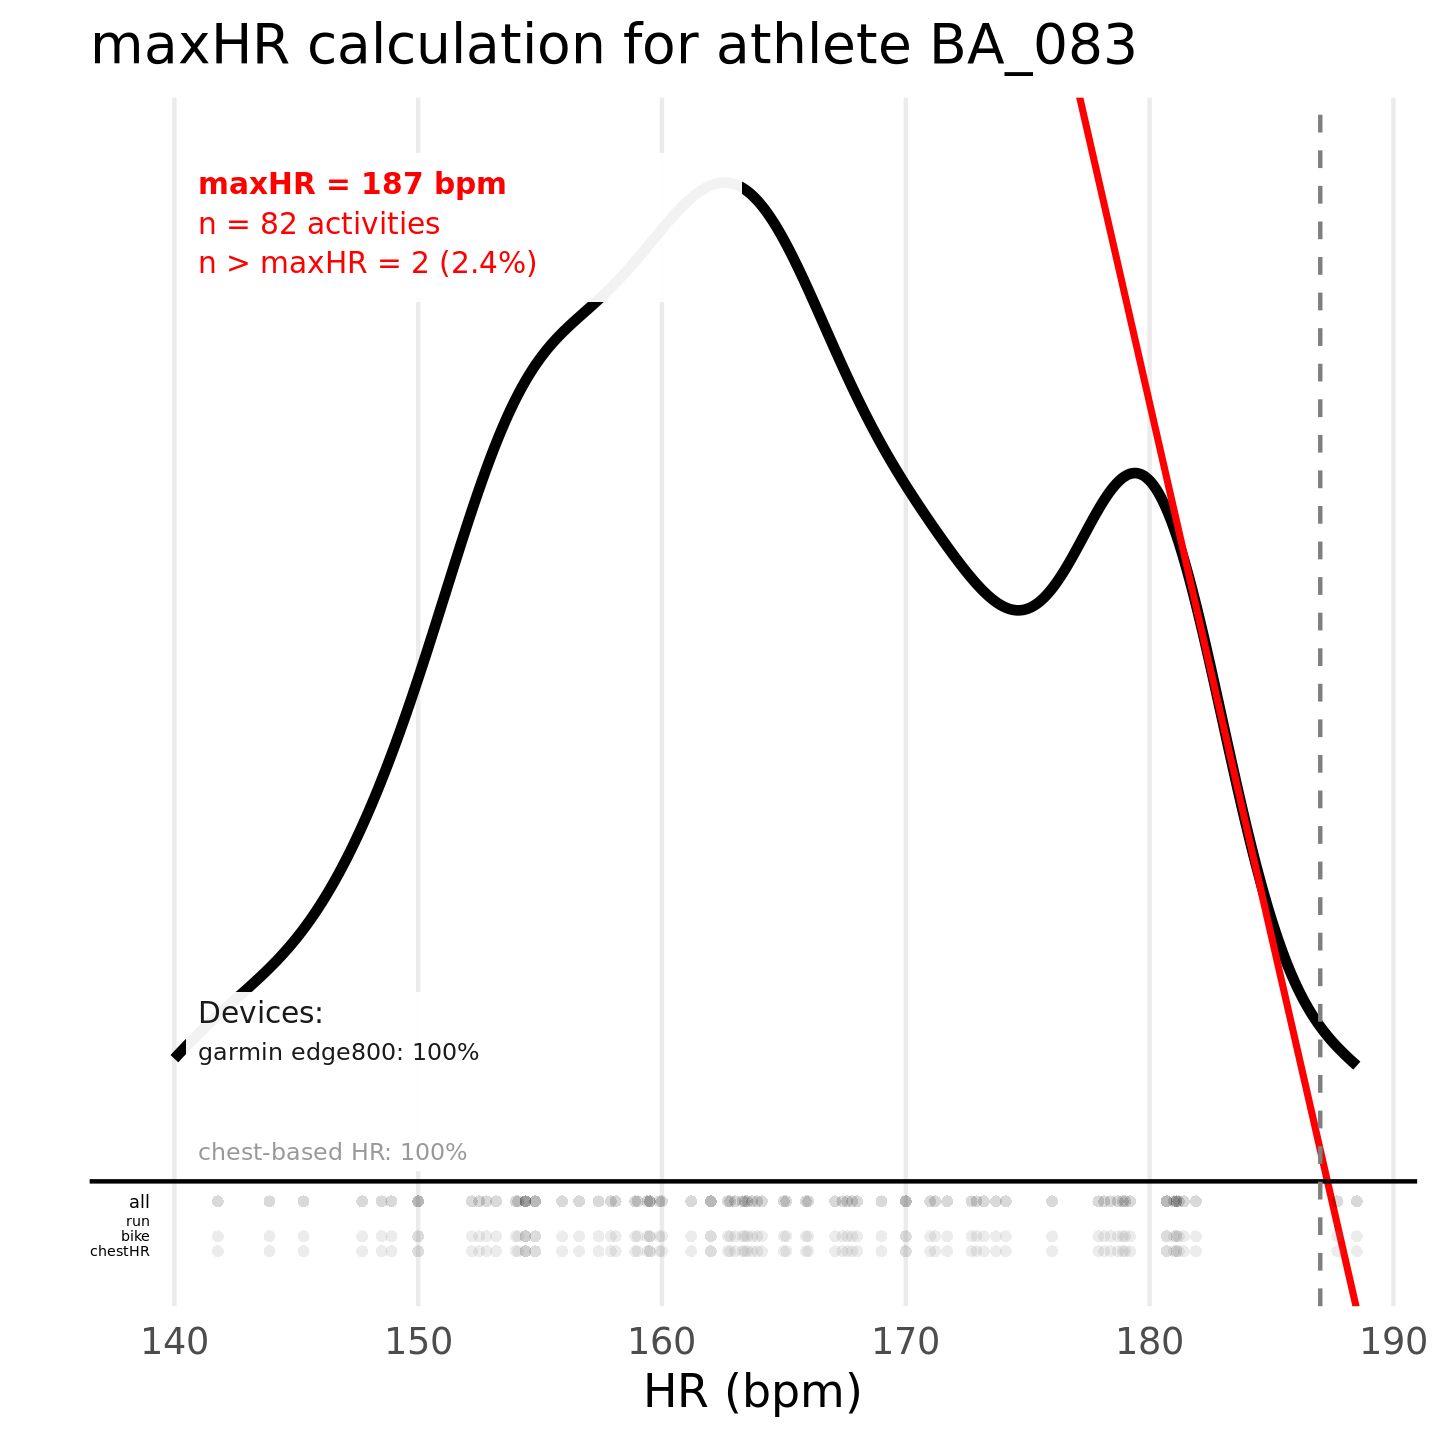 maxHR calculation for athlete BA_083
maxHR = 187 bpm
n = 82 activities
n > maxHR = 2 (2.4%)
Devices:
garmin edge800: 100%
chest-based HR: 100%
all
run
bike
chestHR
140 150 160 170 180 190
HR (bpm)